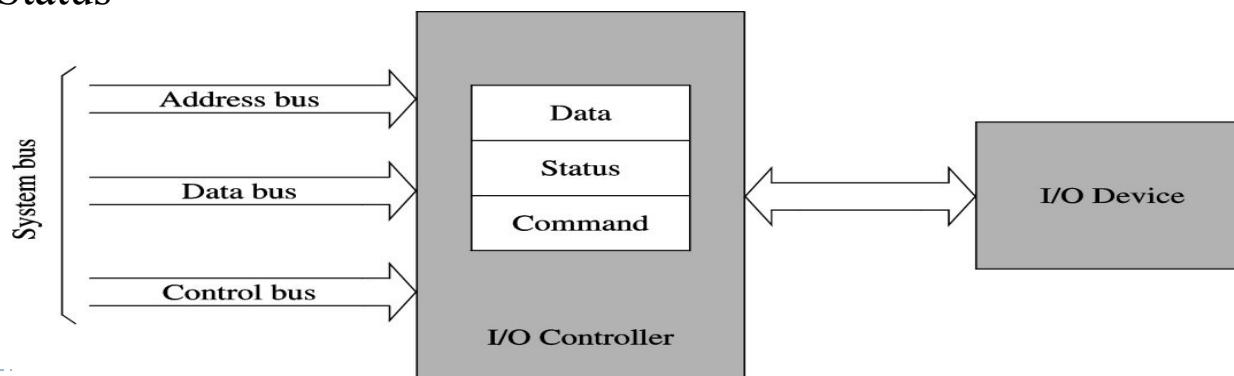 Status
Address bus
Data bus
Control bus
System bus
Data
Status
Command
I/O Controller
I/O Device